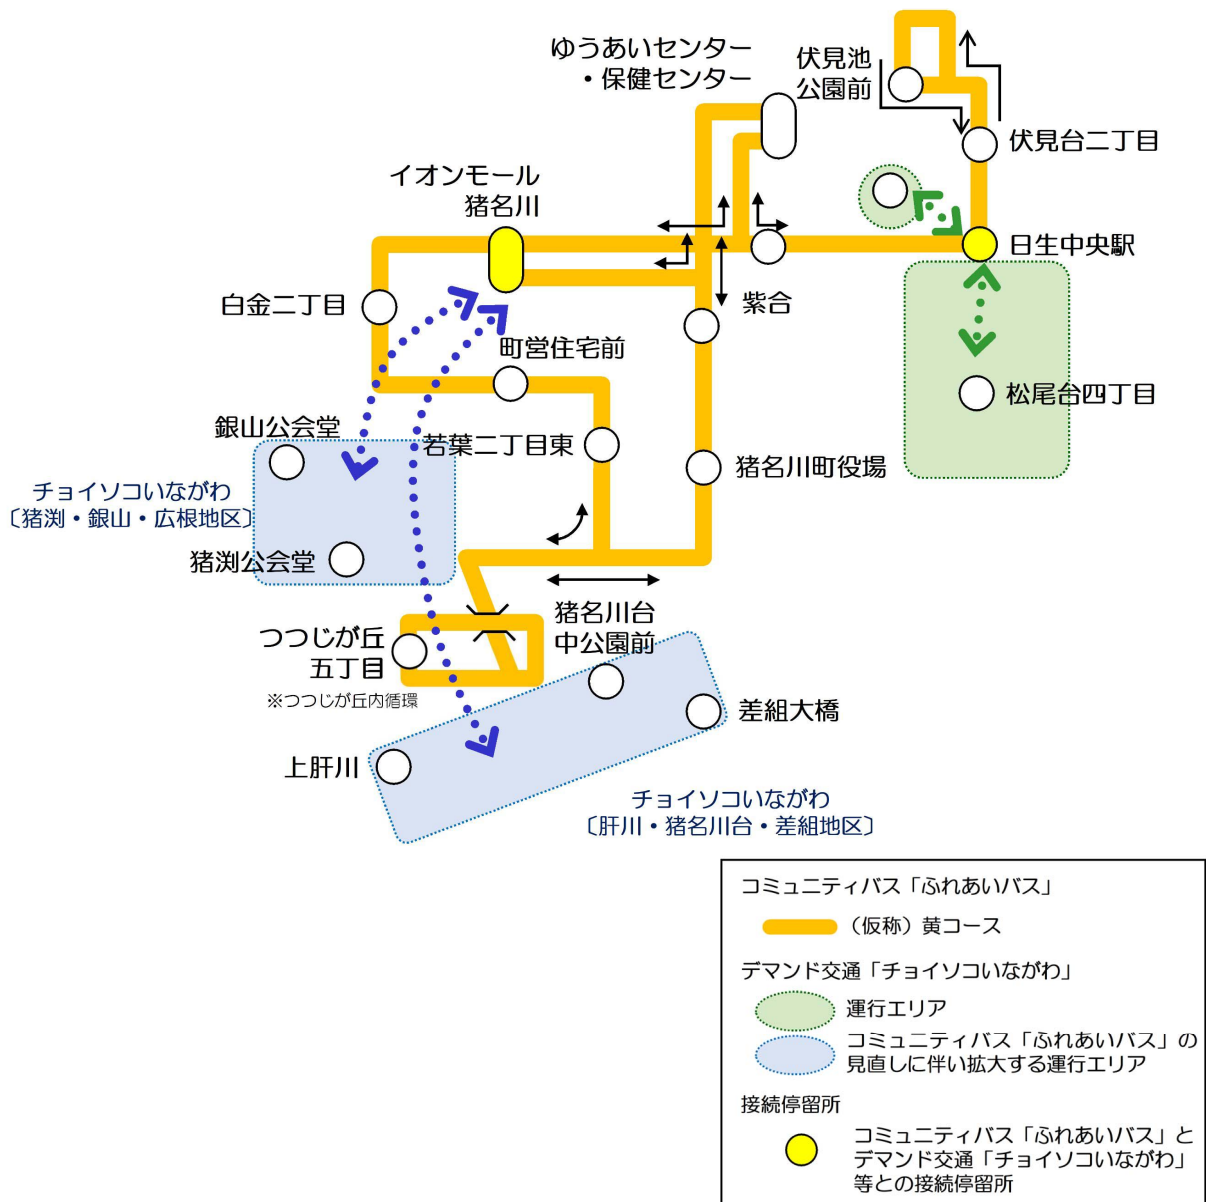 ゆうあいセンター
・保健センター
伏見池
公園前
伏見台二丁目
イオンモール
猪名川
日生中央駅
白金二丁目
紫合
町営住宅前
松尾台四丁目
銀山公会堂
若葉二丁目東
猪名川町役場
チョイソコいながわ
〔猪渕・銀山・広根地区〕
猪渕公会堂
猪名川台
中公園前
つつじが丘
五丁目
※つつじが丘内循環
差組大橋
上肝川
チョイソコいながわ
〔肝川・猪名川台・差組地区〕
コミュニティバス「ふれあいバス」
（仮称）黄コース
デマンド交通「チョイソコいながわ」
運行エリア
コミュニティバス「ふれあいバス」の
見直しに伴い拡大する運行エリア
接続停留所
コミュニティバス「ふれあいバス」と
デマンド交通「チョイソコいながわ」
等との接続停留所